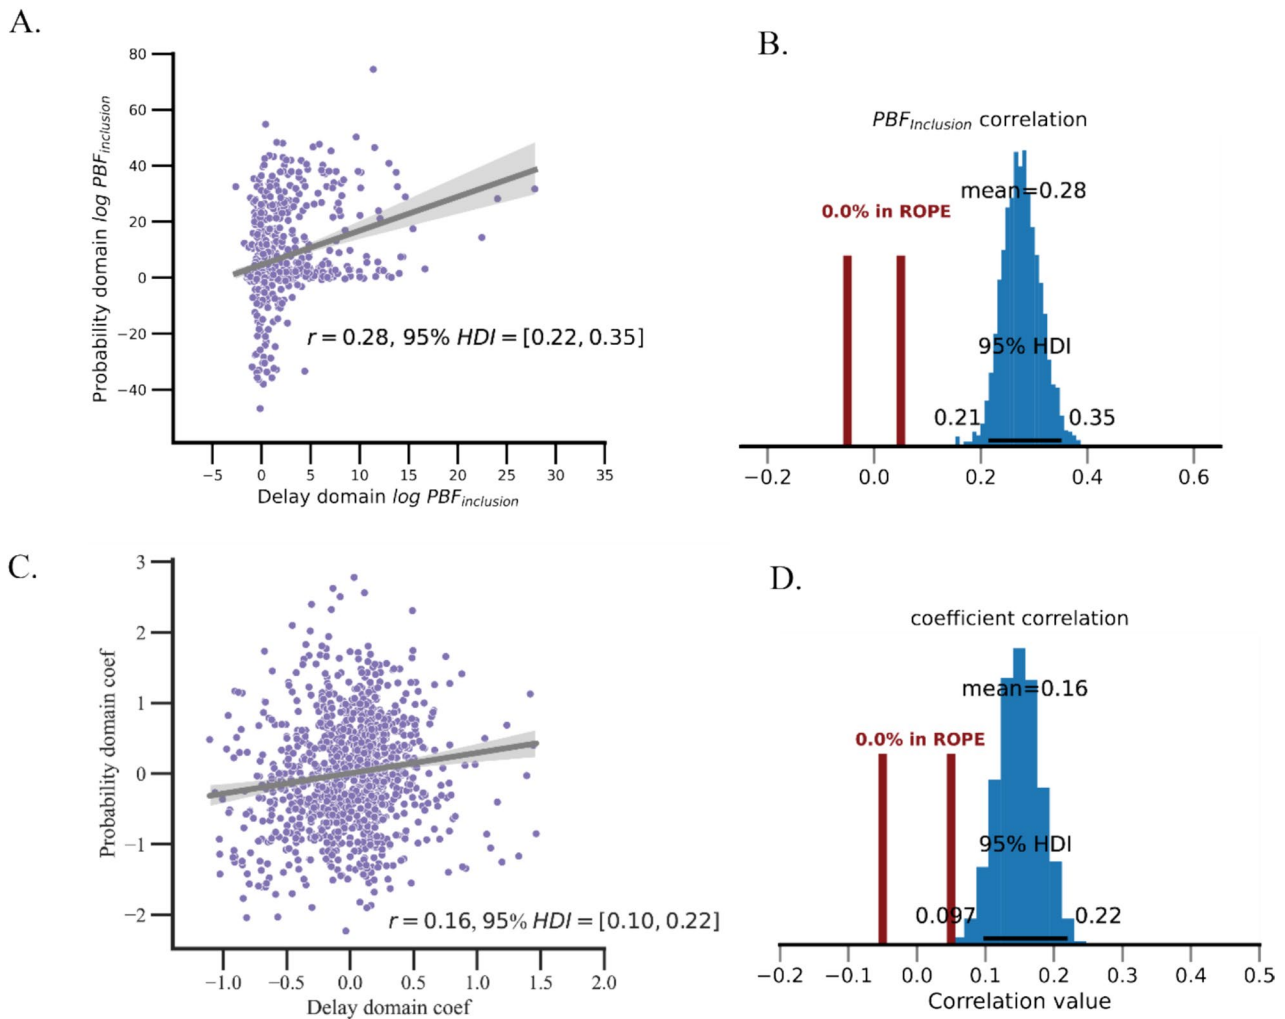 A.
80
60
40
20
0
−20
−40
Probability domain log PBF_inclusion
r = 0.28, 95% HDI = [0.22, 0.35]
−5 0 5 10 15 20 25 30 35
Delay domain log PBF_inclusion
B.
PBF_Inclusion correlation
mean=0.28
0.0% in ROPE
95% HDI
0.21 0.35
−0.2 0.0 0.2 0.4 0.6
C.
3
2
1
0
−1
−2
Probability domain coef
r = 0.16, 95% HDI = [0.10, 0.22]
−1.0 −0.5 0.0 0.5 1.0 1.5 2.0
Delay domain coef
D.
coefficient correlation
mean=0.16
0.0% in ROPE
95% HDI
0.097 0.22
−0.2 −0.1 0.0 0.1 0.2 0.3 0.4 0.5
Correlation value